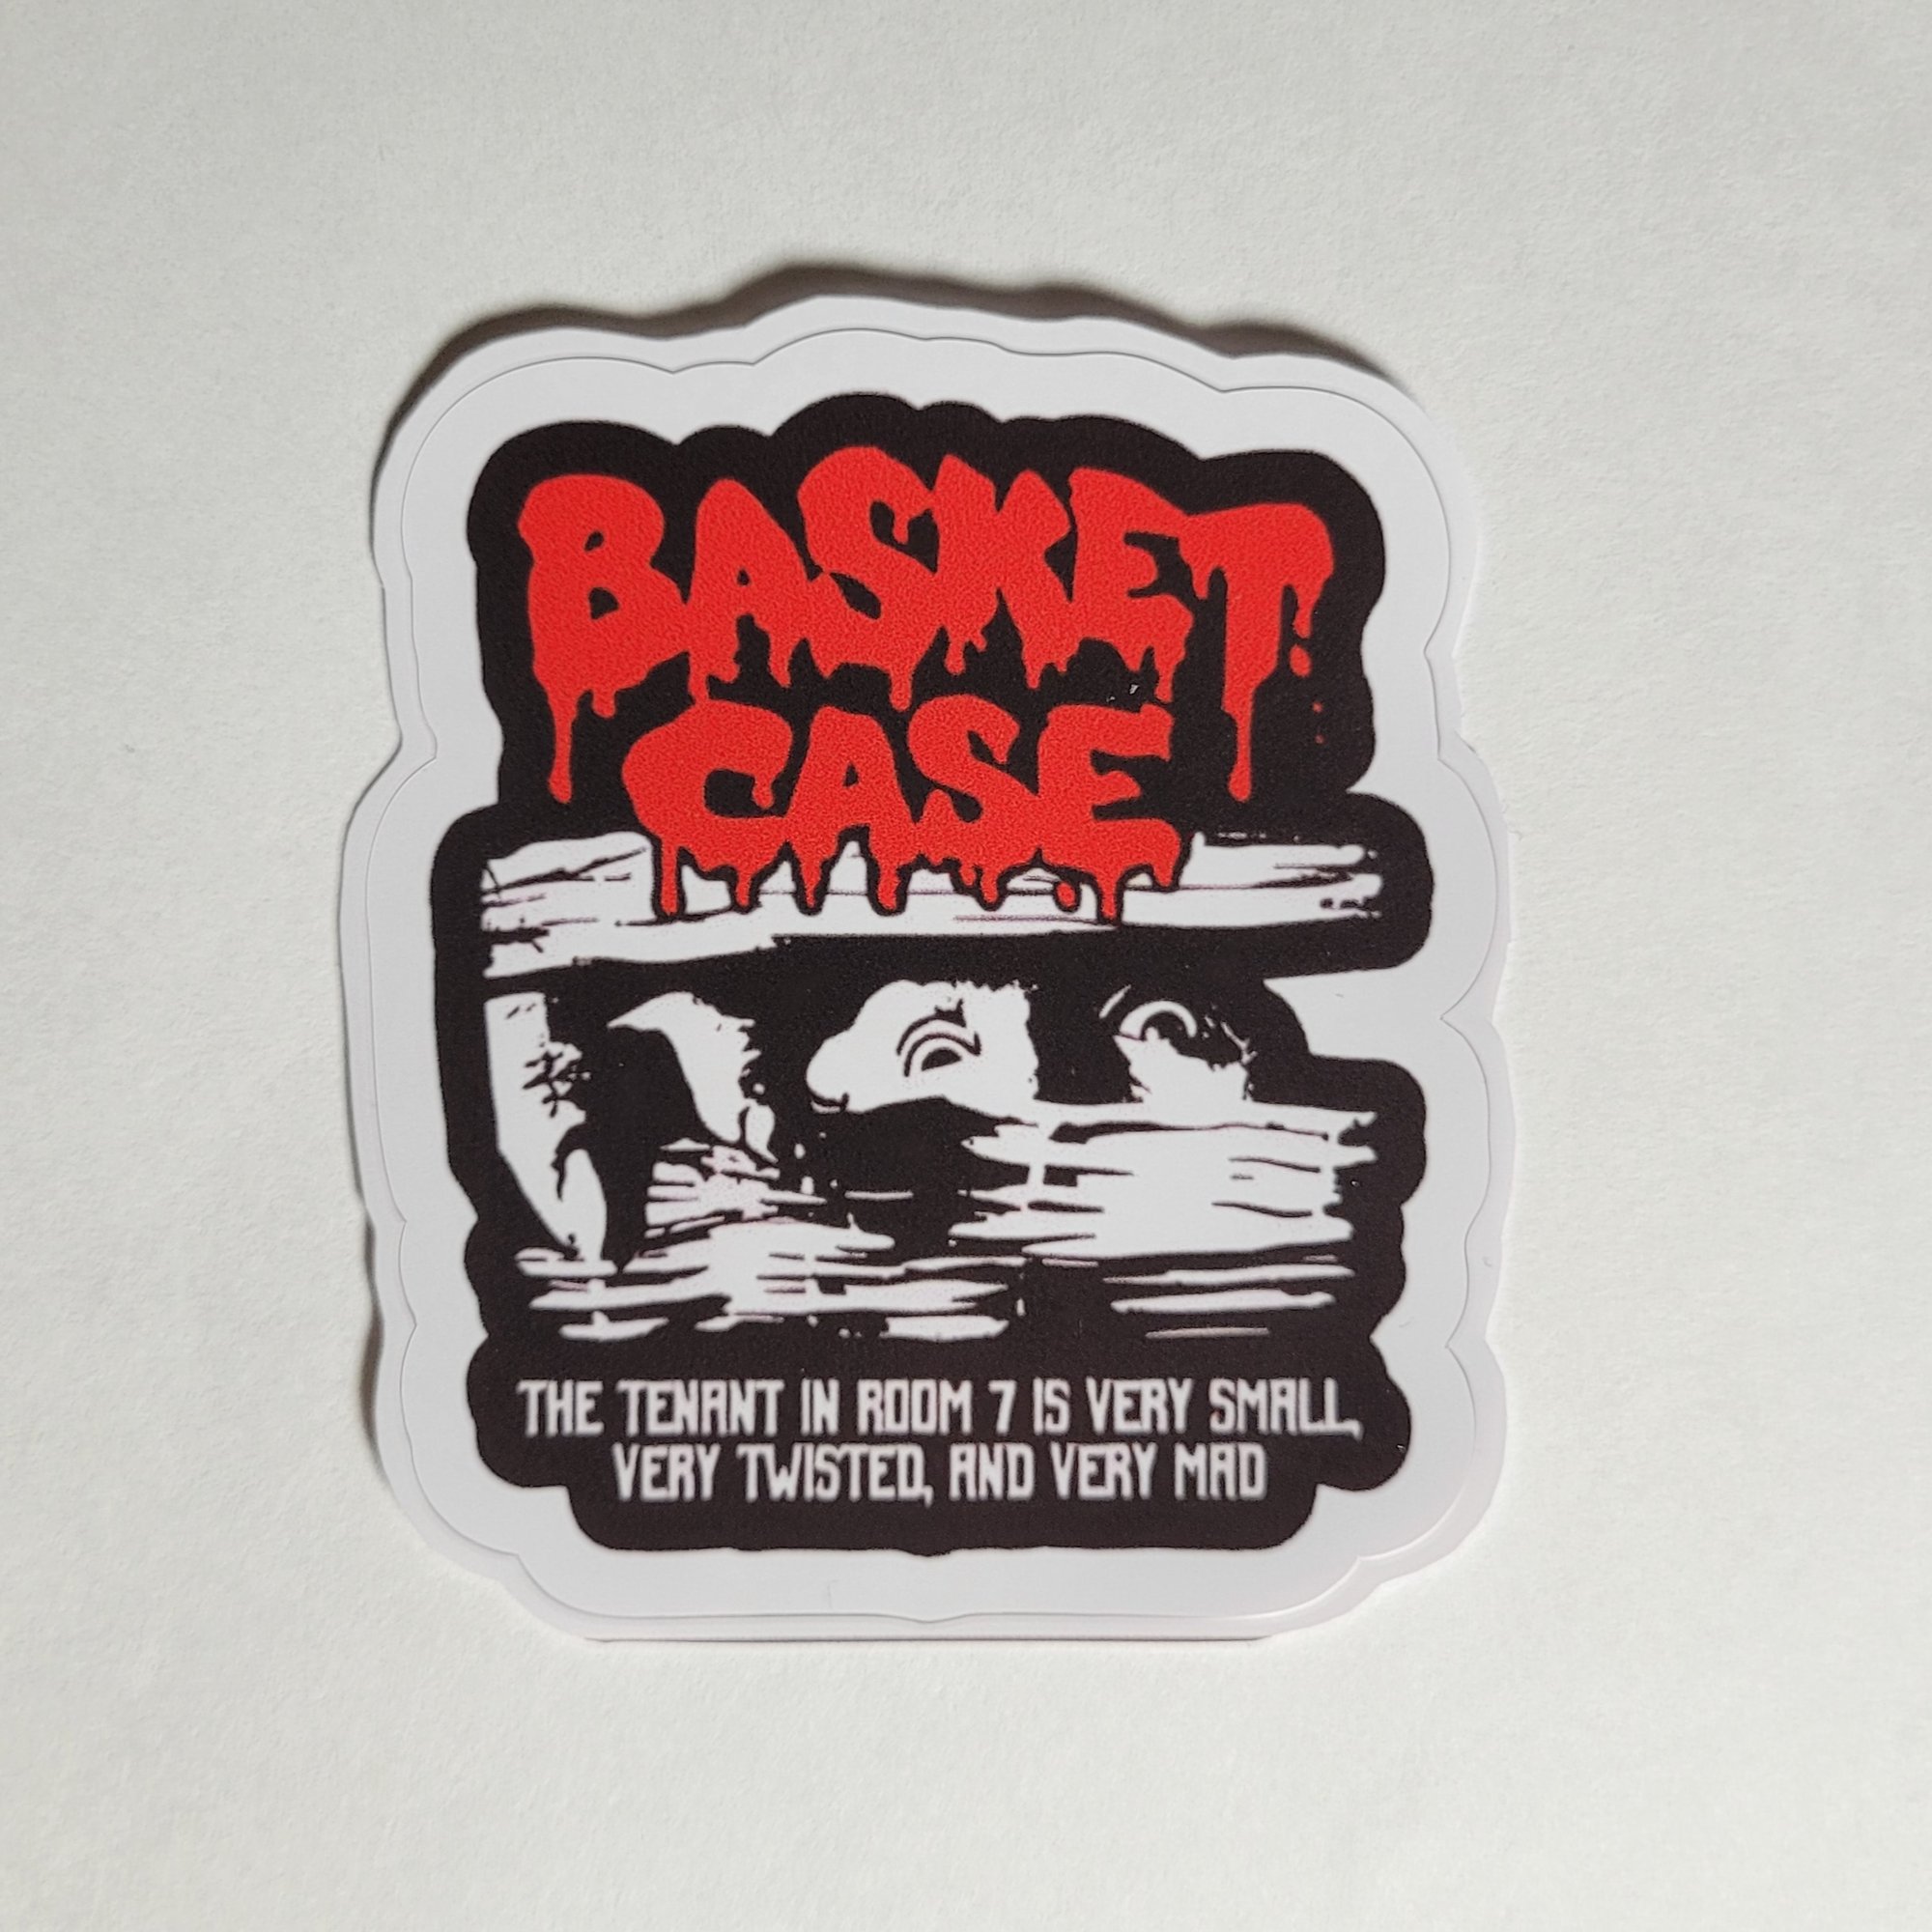 BASKET
CASE
THE TENANT IN ROOM 7 IS VERY SMALL,
VERY TWISTED, AND VERY MAD